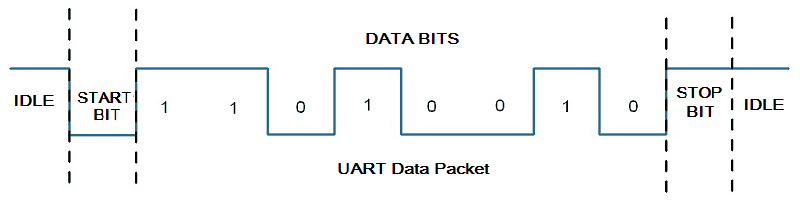 DATA BITS
IDLE START BIT 1 1 0 1 0 0 1 0 STOP BIT IDLE
UART Data Packet